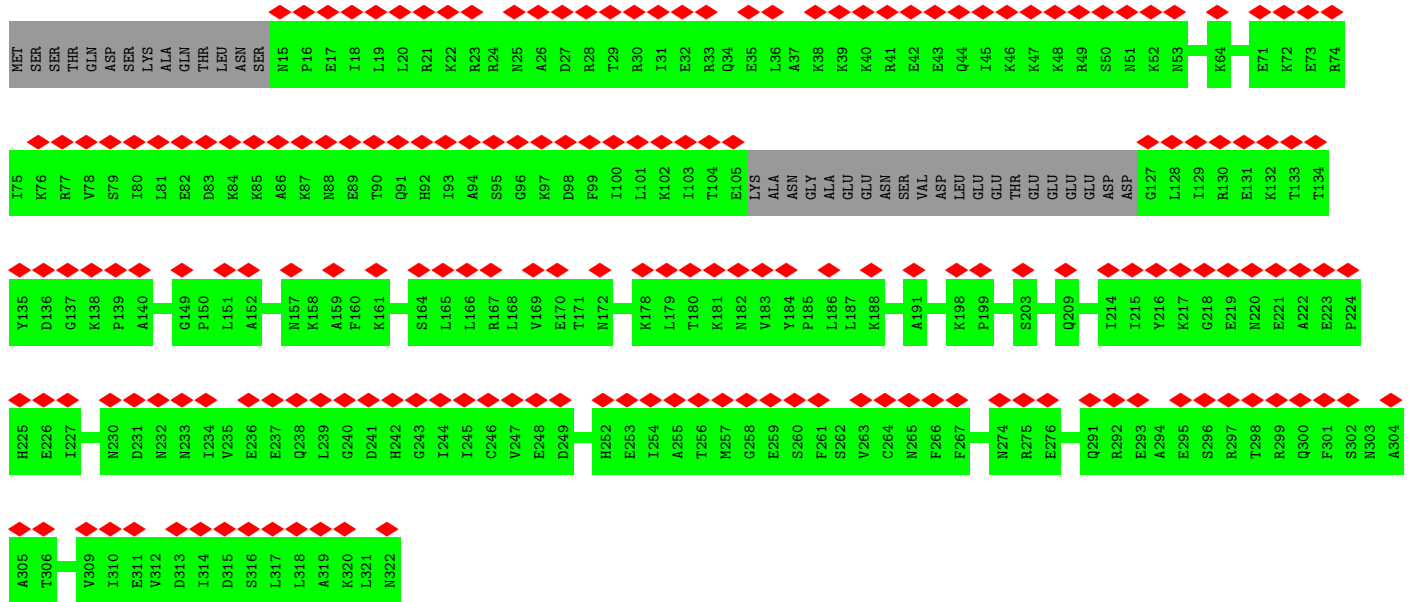 MET SER SER THR GLN ASP SER LYS ALA GLN THR LEU ASN SER N15 P16 E17 I18 L19 L20 R21 K22 R23 R24 N25 A26 D27 R28 T29 R30 I31 E32 R33 Q34 E35 L36 A37 K38 K39 K40 R41 E42 E43 Q44 I45 K46 K47 K48 R49 S50 N51 K52 N53 K64 E71 K72 E73 R74
I75 K76 R77 V78 S79 I80 L81 E82 D83 K84 K85 A86 K87 N88 E89 T90 Q91 H92 I93 A94 S95 G96 K97 D98 F99 I100 L101 K102 I103 T104 E105 LYS ALA ASN GLY ALA GLU GLU ASN SER VAL ASP LEU GLU GLU THR GLU GLU GLU GLU ASP ASP G127 L128 I129 R130 E131 K132 T133 T134
Y135 D136 G137 K138 P139 A140 G149 P150 L151 A152 N157 K158 A159 F160 K161 S164 L165 L166 R167 L168 V169 E170 T171 N172 K178 L179 T180 K181 N182 V183 Y184 P185 L186 L187 K188 A191 K198 P199 S203 Q209 I214 I215 Y216 K217 G218 E219 N220 E221 A222 E223 P224
H225 E226 I227 N230 D231 N232 N233 I234 V235 E236 E237 Q238 L239 G240 D241 H242 G243 I244 I245 C246 V247 E248 D249 H252 E253 I254 A255 T256 M257 G258 E259 S260 F261 S262 V263 C264 N265 F266 F267 N274 R275 E276 Q291 R292 E293 A294 E295 S296 R297 T298 R299 Q300 F301 S302 N303 A304
A305 T306 V309 I310 E311 V312 D313 I314 D315 S316 L317 L318 A319 K320 L321 N322